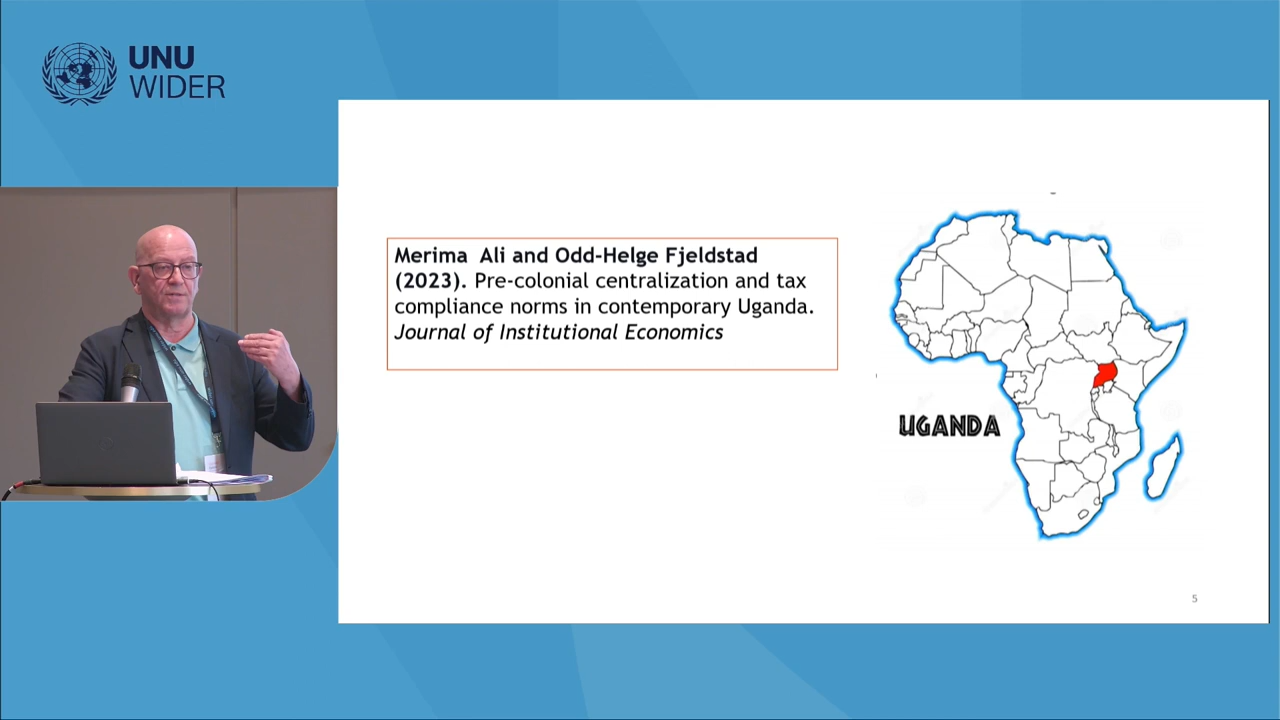 UNU
WIDER
Merima Ali and Odd-Helge Fjeldstad
(2023). Pre-colonial centralization and tax
compliance norms in contemporary Uganda.
Journal of Institutional Economics
UGANDA
5